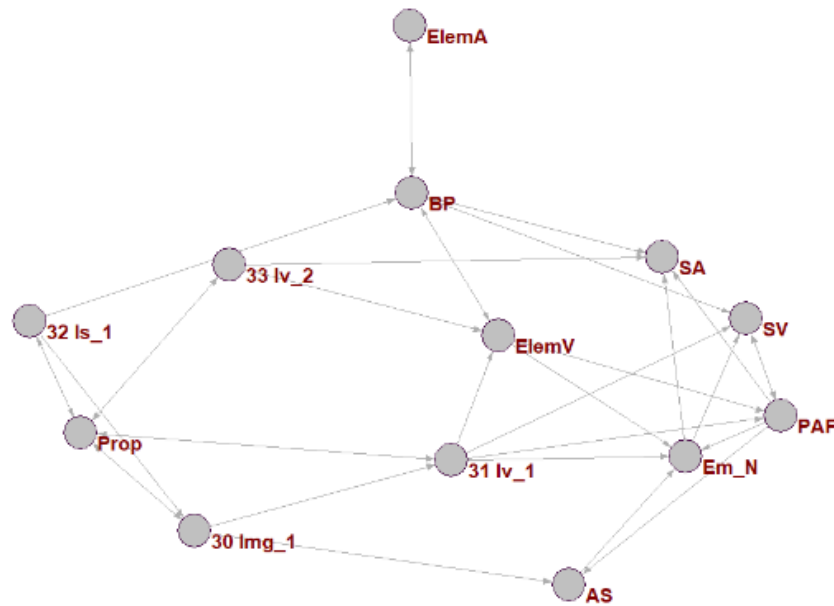 ElemA
BP
SA
33 Iv_2
SV
32 Is_1
ElemV
PAF
Prop
31 Iv_1
Em_N
30 Img_1
AS